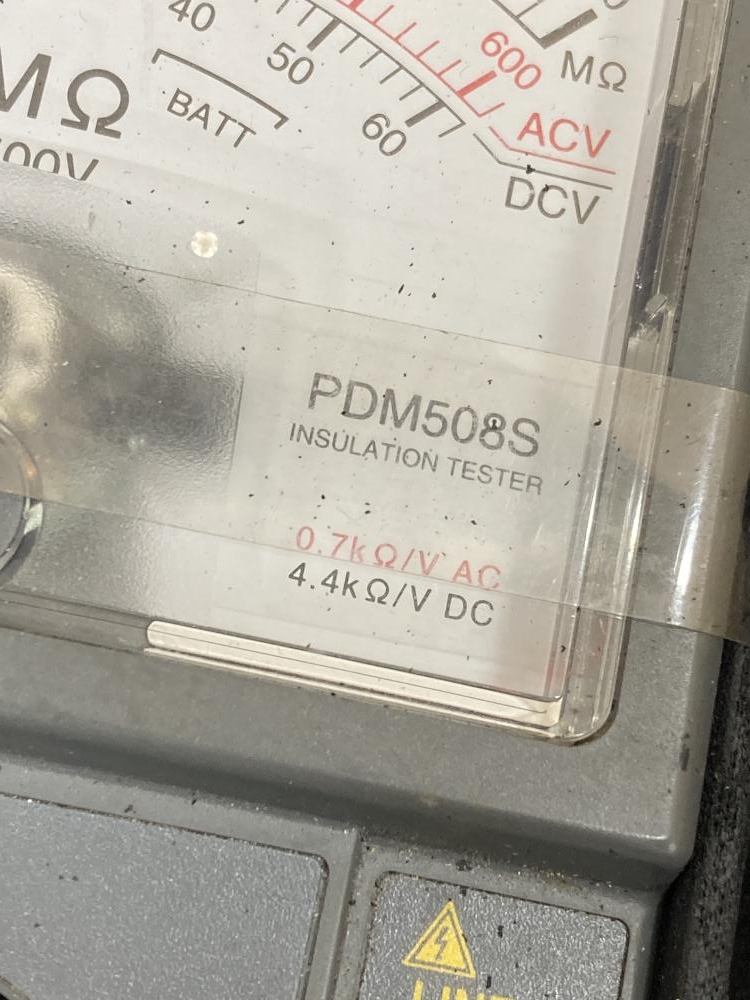 40
50
60
600
MΩ
ACV
DCV
BATT
MΩ
PDM508S
INSULATION TESTER
0.7kΩ/V AC
4.4kΩ/V DC